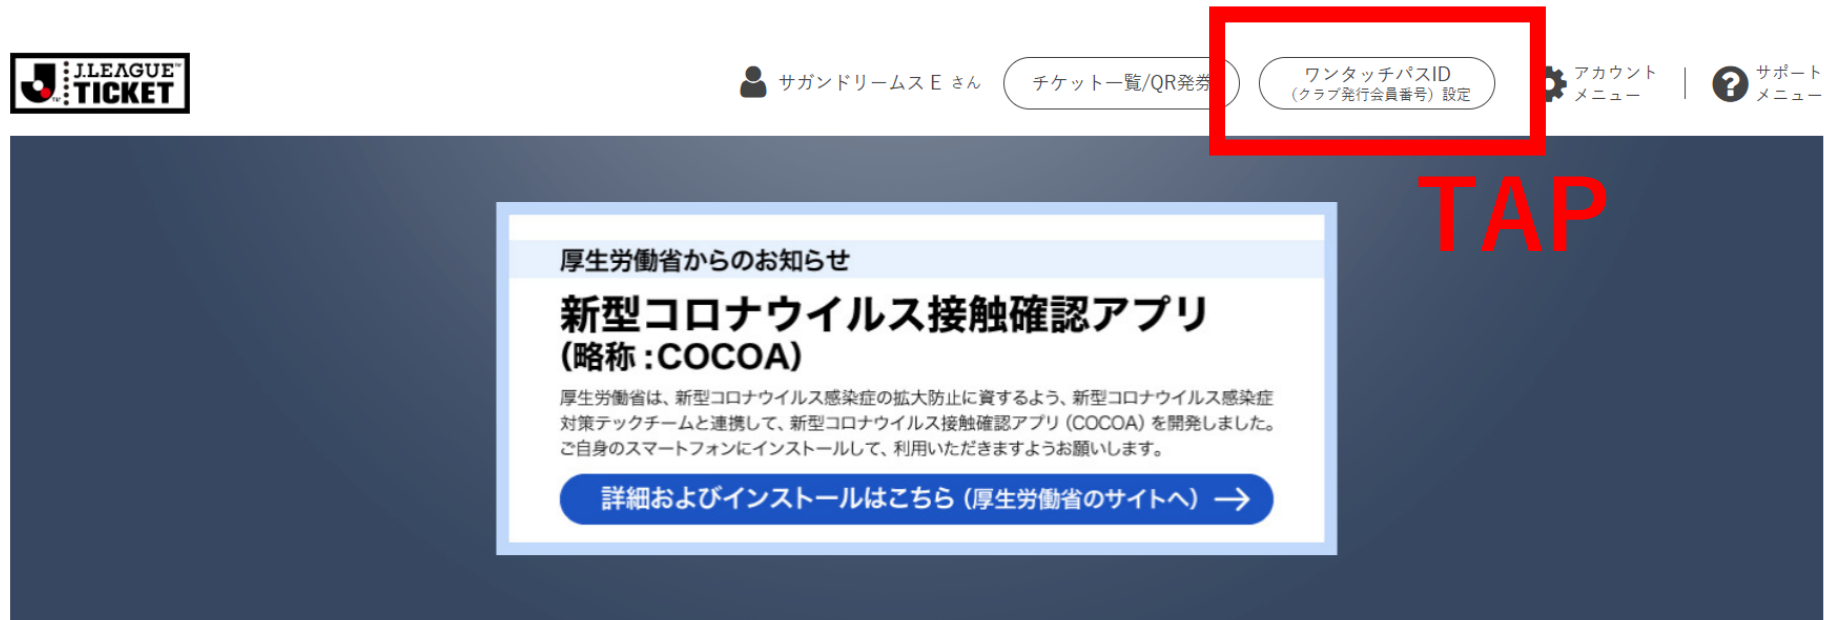 J.LEAGUE™
TICKET
サガンドリームス E さん
チケット一覧/QR発券
ワンタッチパスID
（クラブ発行会員番号）設定
アカウント
メニュー
サポート
メニュー
TAP
厚生労働省からのお知らせ
新型コロナウイルス接触確認アプリ
（略称：COCOA）
厚生労働省は、新型コロナウイルス感染症の拡大防止に資するよう、新型コロナウイルス感染症
対策テックチームと連携して、新型コロナウイルス接触確認アプリ（COCOA）を開発しました。
ご自身のスマートフォンにインストールして、利用いただきますようお願いします。
詳細およびインストールはこちら（厚生労働省のサイトへ）→